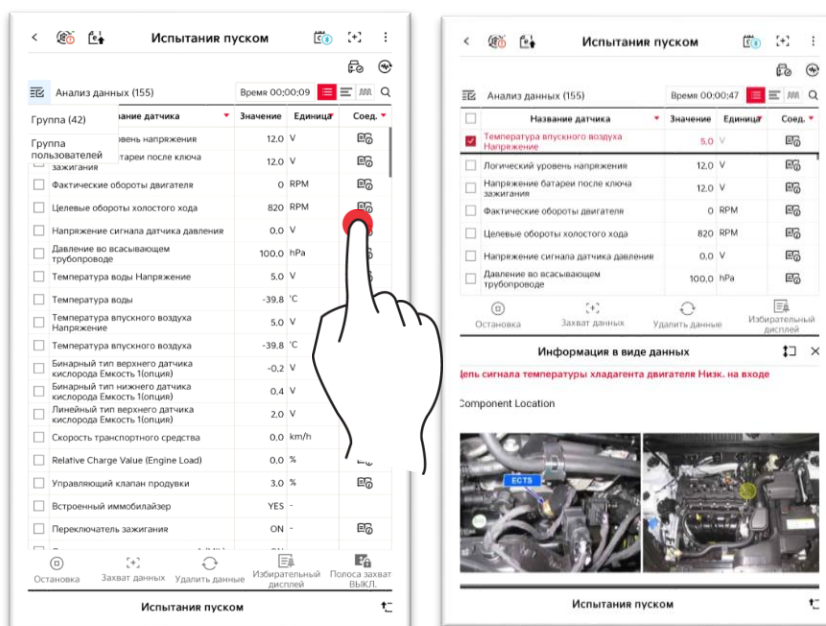 Испытания пуском
Анализ данных (155)
Время 00;00:09
Группа (42)
Группа
пользователей
Значение
Единица
Соед.
вень напряжения
12.0 V
зажигания
12.0 V
Фактические обороты двигателя
0 RPM
Целевые обороты холостого хода
820 RPM
Напряжение сигнала датчика давления
0.0 V
Давление во всасывающем
трубопроводе
100.0 hPa
Температура воды Напряжение
5.0 V
Температура воды
-39.8 °C
Температура впускного воздуха
Напряжение
5.0 V
Температура впускного воздуха
-39.8 °C
Бинарный тип верхнего датчика
кислорода Емкость 1(опция)
-0.2 V
Бинарный тип нижнего датчика
кислорода Емкость 1(опция)
0.4 V
Линейный тип верхнего датчика
кислорода Емкость 1(опция)
2.0 V
Скорость транспортного средства
0.0 km/h
Relative Charge Value (Engine Load)
0.0 %
Управляющий клапан продувки
3.0 %
Встроенный иммобилайзер
YES -
Переключатель зажигания
ON -
Остановка
Захват данных
Удалить данные
Избирательный
дисплей
Полоса захват
ВЫКЛ.
Испытания пуском
Испытания пуском
Анализ данных (155)
Время 00:00:47
Название датчика
Значение
Единица
Соед.
Температура впускного воздуха
Напряжение
5.0 V
Логический уровень напряжения
12.0 V
Напряжение батареи после ключа
зажигания
12.0 V
Фактические обороты двигателя
0 RPM
Целевые обороты холостого хода
820 RPM
Напряжение сигнала датчика давления
0.0 V
Давление во всасывающем
трубопроводе
100.0 hPa
Остановка
Захват данных
Удалить данные
Избирательный
дисплей
Информация в виде данных
Цепь сигнала температуры хладагента двигателя Низк. на входе
Component Location
ECTS
Испытания пуском